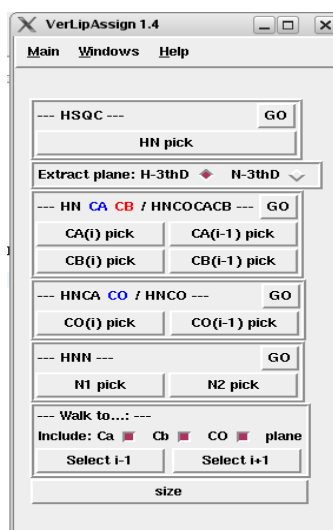 VerLipAssign 1.4
Main Windows Help
--- HSQC --- GO
HN pick
Extract plane: H-3thD N-3thD
--- HN CA CB / HNCOCACB --- GO
CA(i) pick CA(i-1) pick
CB(i) pick CB(i-1) pick
--- HNCA CO / HNCO --- GO
CO(i) pick CO(i-1) pick
--- HNN --- GO
N1 pick N2 pick
--- Walk to...: ---
Include: Ca Cb CO plane
Select i-1 Select i+1
size